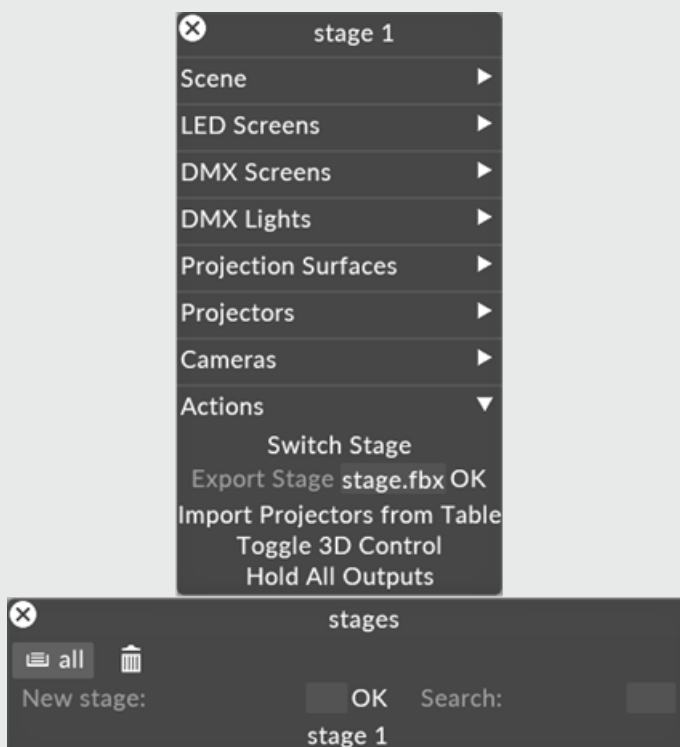 stage 1
Scene
LED Screens
DMX Screens
DMX Lights
Projection Surfaces
Projectors
Cameras
Actions
Switch Stage
Export Stage stage.fbx OK
Import Projectors from Table
Toggle 3D Control
Hold All Outputs
stages
all
New stage: OK Search:
stage 1